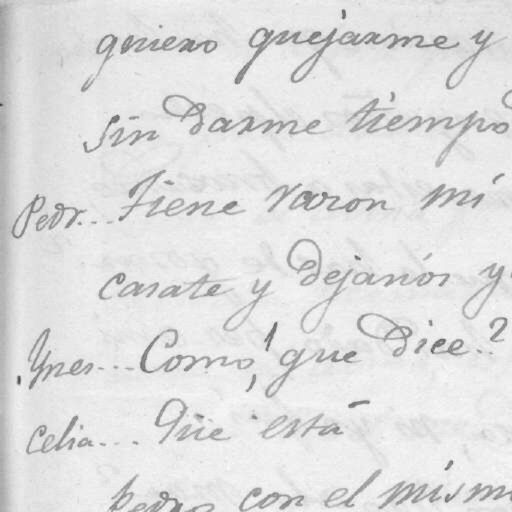 quiero quejarme y
sin darme tiempo
Pedr... Tiene razon mi
casate y dejanos y
Ynes... Como! que dice..?
Celia... Que está
Pedro con el mism